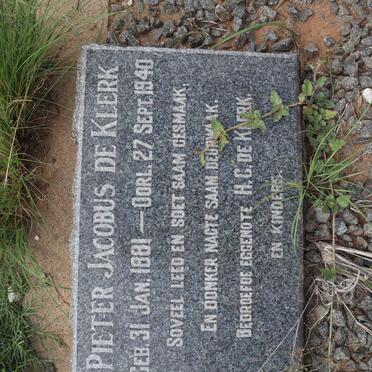 PIETER JACOBUS DE KLERK
GEB. 31 JAN. 1881 — OORL. 27 SEPT. 1940
SOVEEL LEED EN SOET SAAM GESMAAK,
EN DONKER NAGTE SAAM DEURWAAK
BEDROEFDE EGGENOTE H. C. DE KLERK
EN KINDERS.